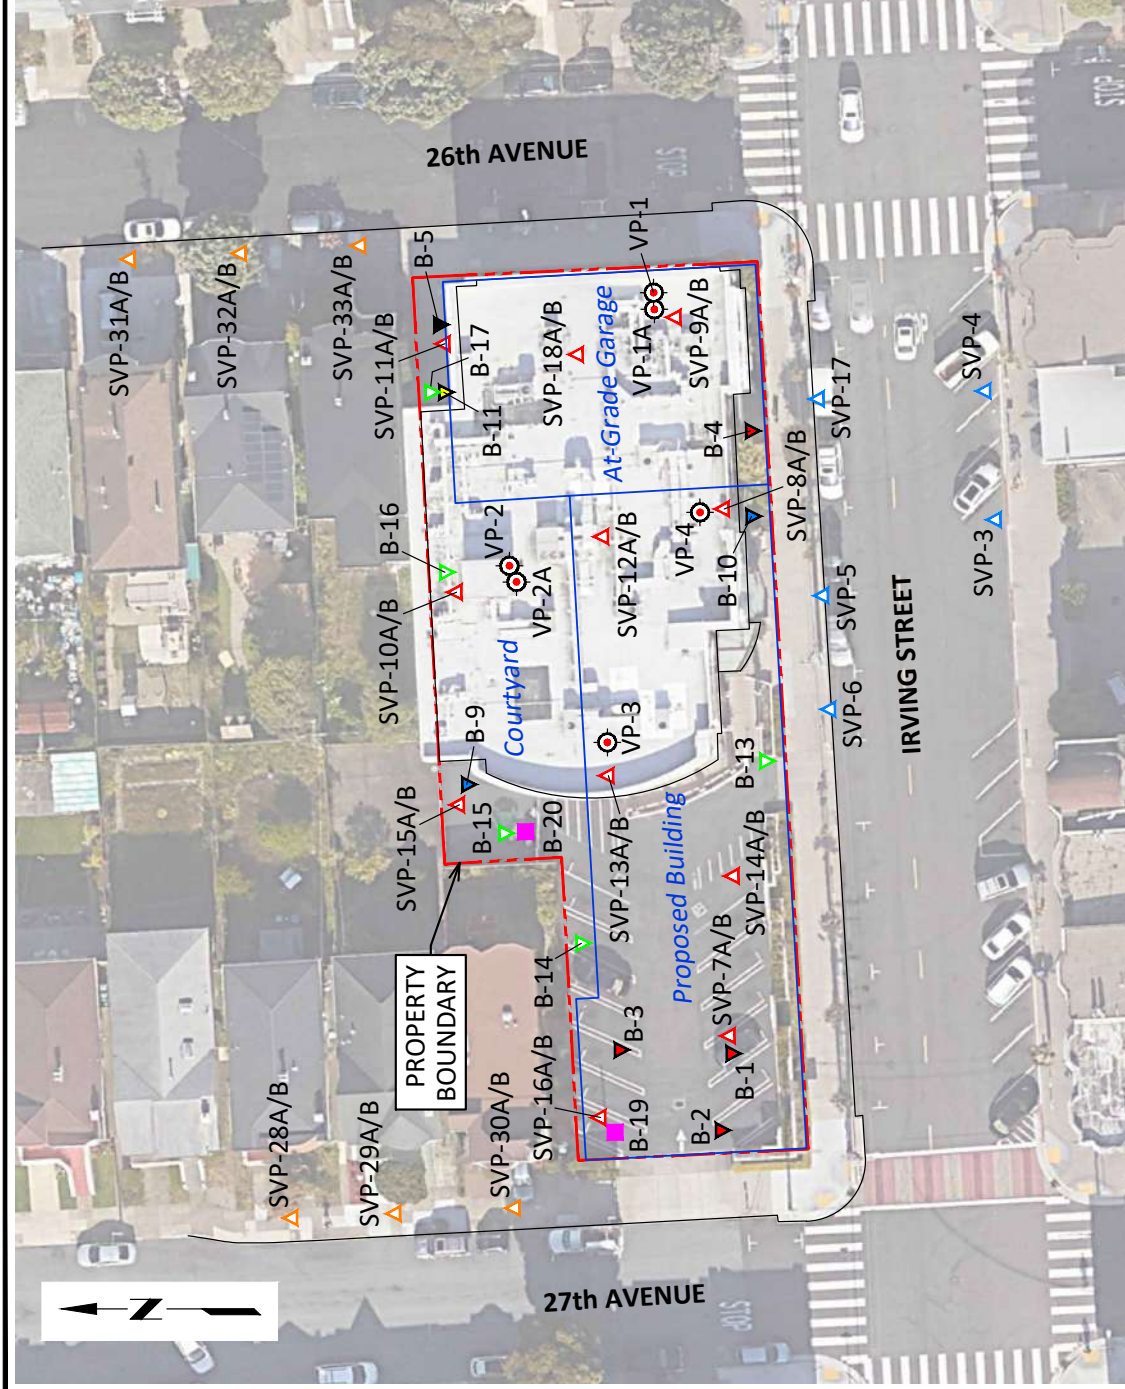 26th AVENUE
SVP-31A/B
SVP-32A/B
SVP-33A/B
B-5
SVP-11A/B
B-17
B-11
SVP-18A/B
At-Grade Garage
VP-1
VP-1A
SVP-9A/B
B-4
SVP-8A/B
SVP-17
SVP-4
STOP
STOP
B-16
SVP-10A/B
VP-2
VP-2A
Courtyard
SVP-12A/B
VP-4
B-10
SVP-5
SVP-3
IRVING STREET
SVP-6
B-9
SVP-15A/B
B-15
B-20
VP-3
SVP-13A/B
B-13
Proposed Building
SVP-14A/B
PROPERTY
BOUNDARY
B-14
SVP-7A/B
B-3
B-1
SVP-16A/B
B-19
B-2
SVP-28A/B
SVP-29A/B
SVP-30A/B
27th AVENUE
STOP
N